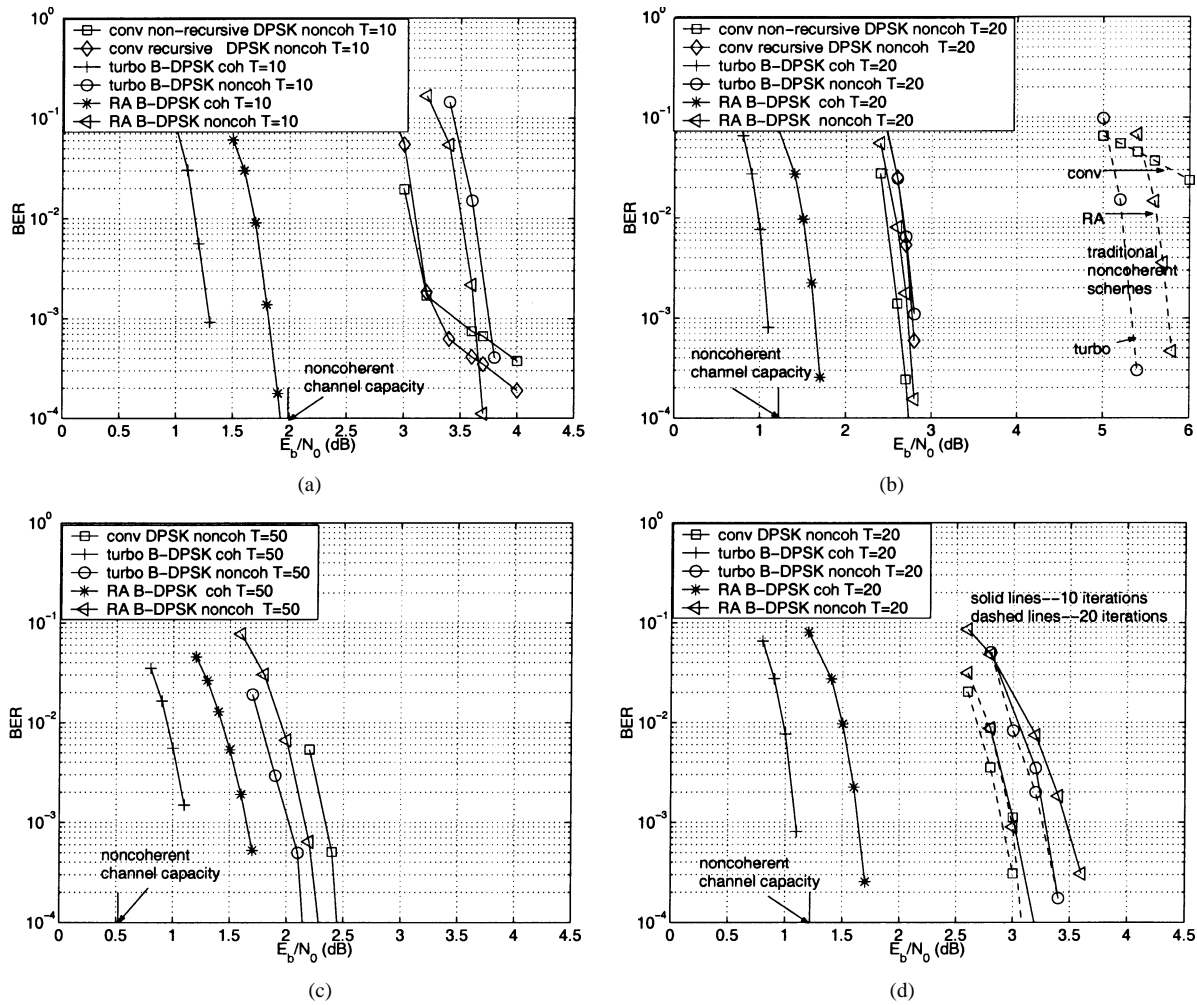 10^0
conv non-recursive DPSK noncoh T=10
conv recursive DPSK noncoh T=10
turbo B-DPSK coh T=10
turbo B-DPSK noncoh T=10
RA B-DPSK coh T=10
RA B-DPSK noncoh T=10
10^-1
10^-2
10^-3
10^-4
BER
noncoherent
channel capacity
0 0.5 1 1.5 2 2.5 3 3.5 4 4.5
E_b/N_0 (dB)
(a)
10^0
conv non-recursive DPSK noncoh T=20
conv recursive DPSK noncoh T=20
turbo B-DPSK coh T=20
turbo B-DPSK noncoh T=20
RA B-DPSK coh T=20
RA B-DPSK noncoh T=20
10^-1
10^-2
10^-3
10^-4
BER
conv
RA
traditional
noncoherent
schemes
turbo
noncoherent
channel capacity
0 1 2 3 4 5 6
E_b/N_0 (dB)
(b)
10^0
conv DPSK noncoh T=50
turbo B-DPSK coh T=50
turbo B-DPSK noncoh T=50
RA B-DPSK coh T=50
RA B-DPSK noncoh T=50
10^-1
10^-2
10^-3
10^-4
BER
noncoherent
channel capacity
0 0.5 1 1.5 2 2.5 3 3.5 4 4.5
E_b/N_0 (dB)
(c)
10^0
conv DPSK noncoh T=20
turbo B-DPSK coh T=20
turbo B-DPSK noncoh T=20
RA B-DPSK coh T=20
RA B-DPSK noncoh T=20
solid lines--10 iterations
dashed lines--20 iterations
10^-1
10^-2
10^-3
10^-4
BER
noncoherent
channel capacity
0 0.5 1 1.5 2 2.5 3 3.5 4 4.5
E_b/N_0 (dB)
(d)